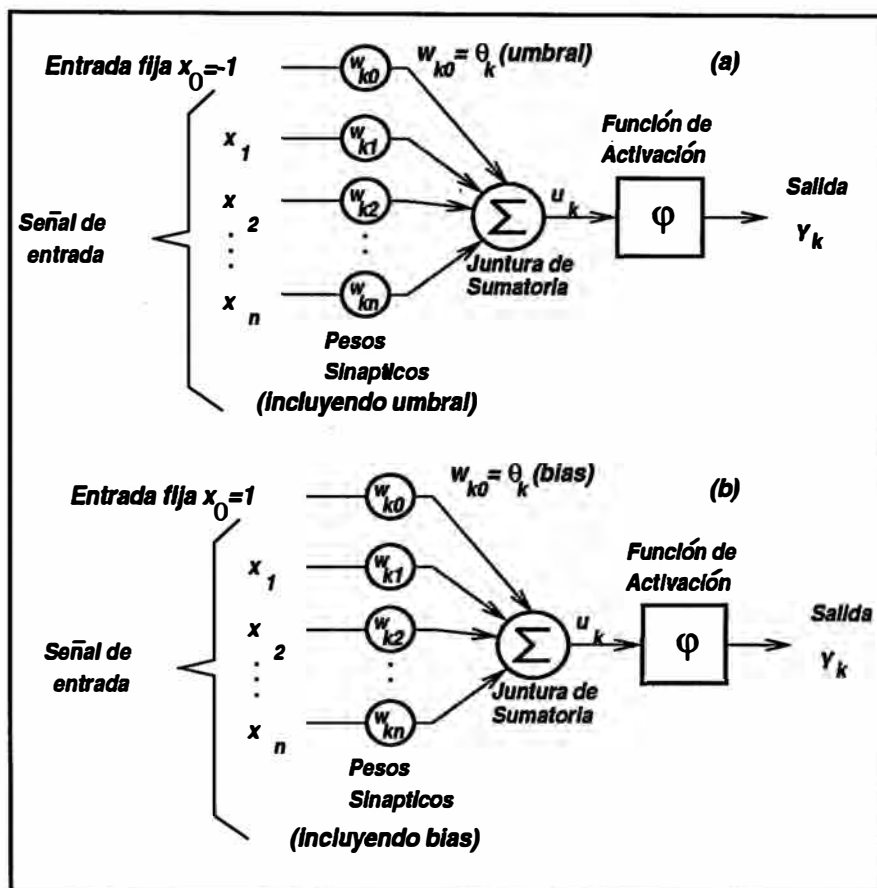 Entrada fija x0=-1
wk0
wk0 = θk (umbral)
(a)
x1
wk1
Función de
Activación
x2
wk2
Señal de
entrada
Σ
uk
φ
Salida
Yk
Juntura de
Sumatoria
xn
wkn
Pesos
Sinapticos
(incluyendo umbral)
Entrada fija x0=1
wk0
wk0 = θk (bias)
(b)
x1
wk1
Función de
Activación
x2
wk2
Señal de
entrada
Σ
uk
φ
Salida
Yk
Juntura de
Sumatoria
xn
wkn
Pesos
Sinapticos
(incluyendo bias)